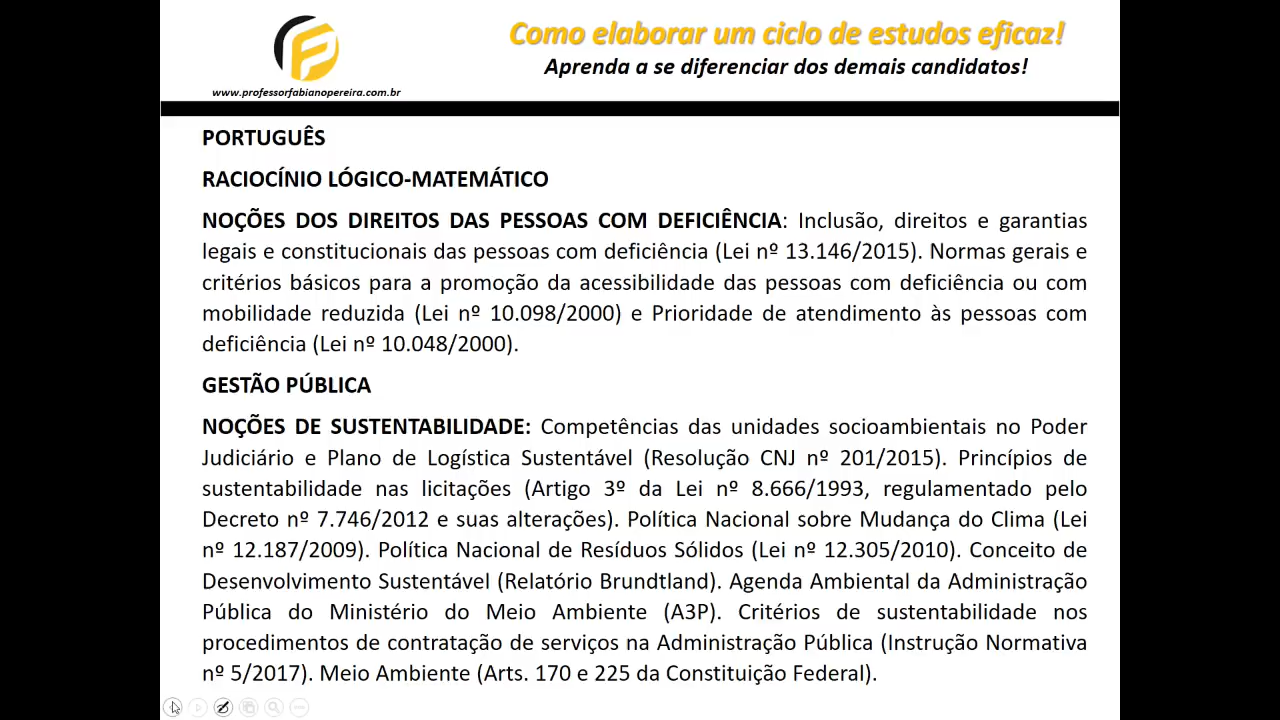 Como elaborar um ciclo de estudos eficaz!
Aprenda a se diferenciar dos demais candidatos!
www.professorfabianopereira.com.br
PORTUGUÊS
RACIOCÍNIO LÓGICO-MATEMÁTICO
NOÇÕES DOS DIREITOS DAS PESSOAS COM DEFICIÊNCIA: Inclusão, direitos e garantias
legais e constitucionais das pessoas com deficiência (Lei nº 13.146/2015). Normas gerais e
critérios básicos para a promoção da acessibilidade das pessoas com deficiência ou com
mobilidade reduzida (Lei nº 10.098/2000) e Prioridade de atendimento às pessoas com
deficiência (Lei nº 10.048/2000).
GESTÃO PÚBLICA
NOÇÕES DE SUSTENTABILIDADE: Competências das unidades socioambientais no Poder
Judiciário e Plano de Logística Sustentável (Resolução CNJ nº 201/2015). Princípios de
sustentabilidade nas licitações (Artigo 3º da Lei nº 8.666/1993, regulamentado pelo
Decreto nº 7.746/2012 e suas alterações). Política Nacional sobre Mudança do Clima (Lei
nº 12.187/2009). Política Nacional de Resíduos Sólidos (Lei nº 12.305/2010). Conceito de
Desenvolvimento Sustentável (Relatório Brundtland). Agenda Ambiental da Administração
Pública do Ministério do Meio Ambiente (A3P). Critérios de sustentabilidade nos
procedimentos de contratação de serviços na Administração Pública (Instrução Normativa
nº 5/2017). Meio Ambiente (Arts. 170 e 225 da Constituição Federal).